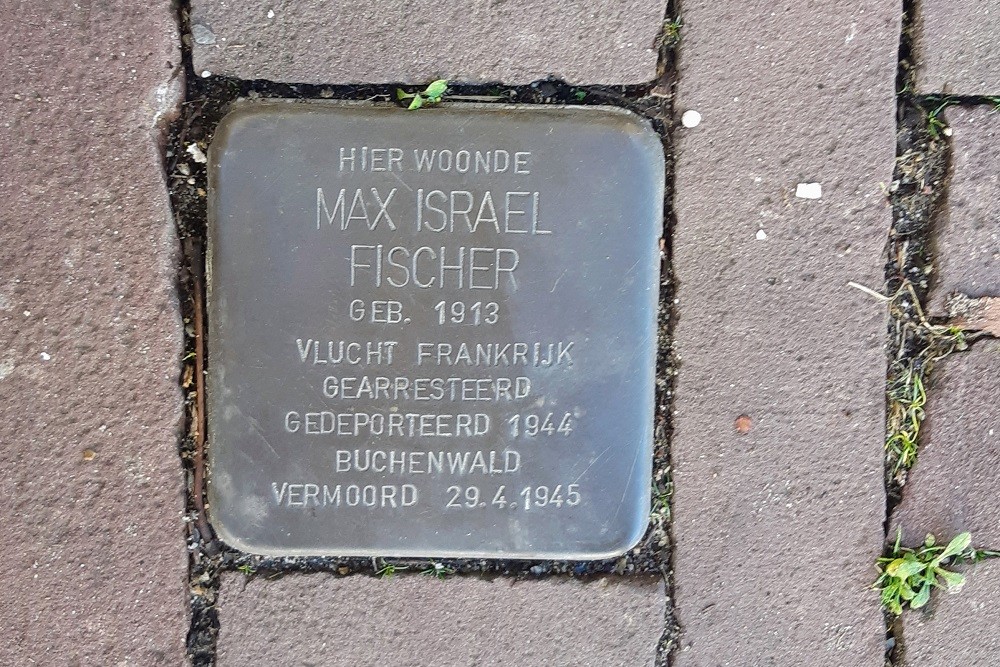 HIER WOONDE
MAX ISRAEL
FISCHER
GEB. 1913
VLUCHT FRANKRIJK
GEARRESTEERD
GEDEPORTEERD 1944
BUCHENWALD
VERMOORD 29.4.1945